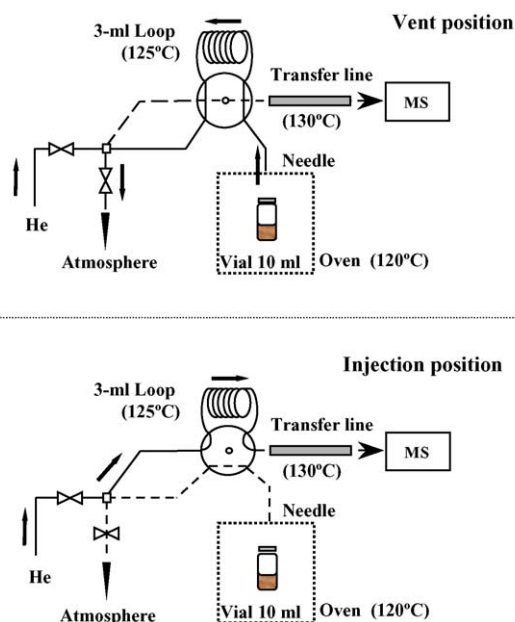 Vent position
3-ml Loop
(125ºC)
Transfer line
MS
(130ºC)
Needle
He
Atmosphere
Vial 10 ml
Oven (120ºC)
Injection position
3-ml Loop
(125ºC)
Transfer line
MS
(130ºC)
Needle
He
Atmosphere
Vial 10 ml
Oven (120ºC)